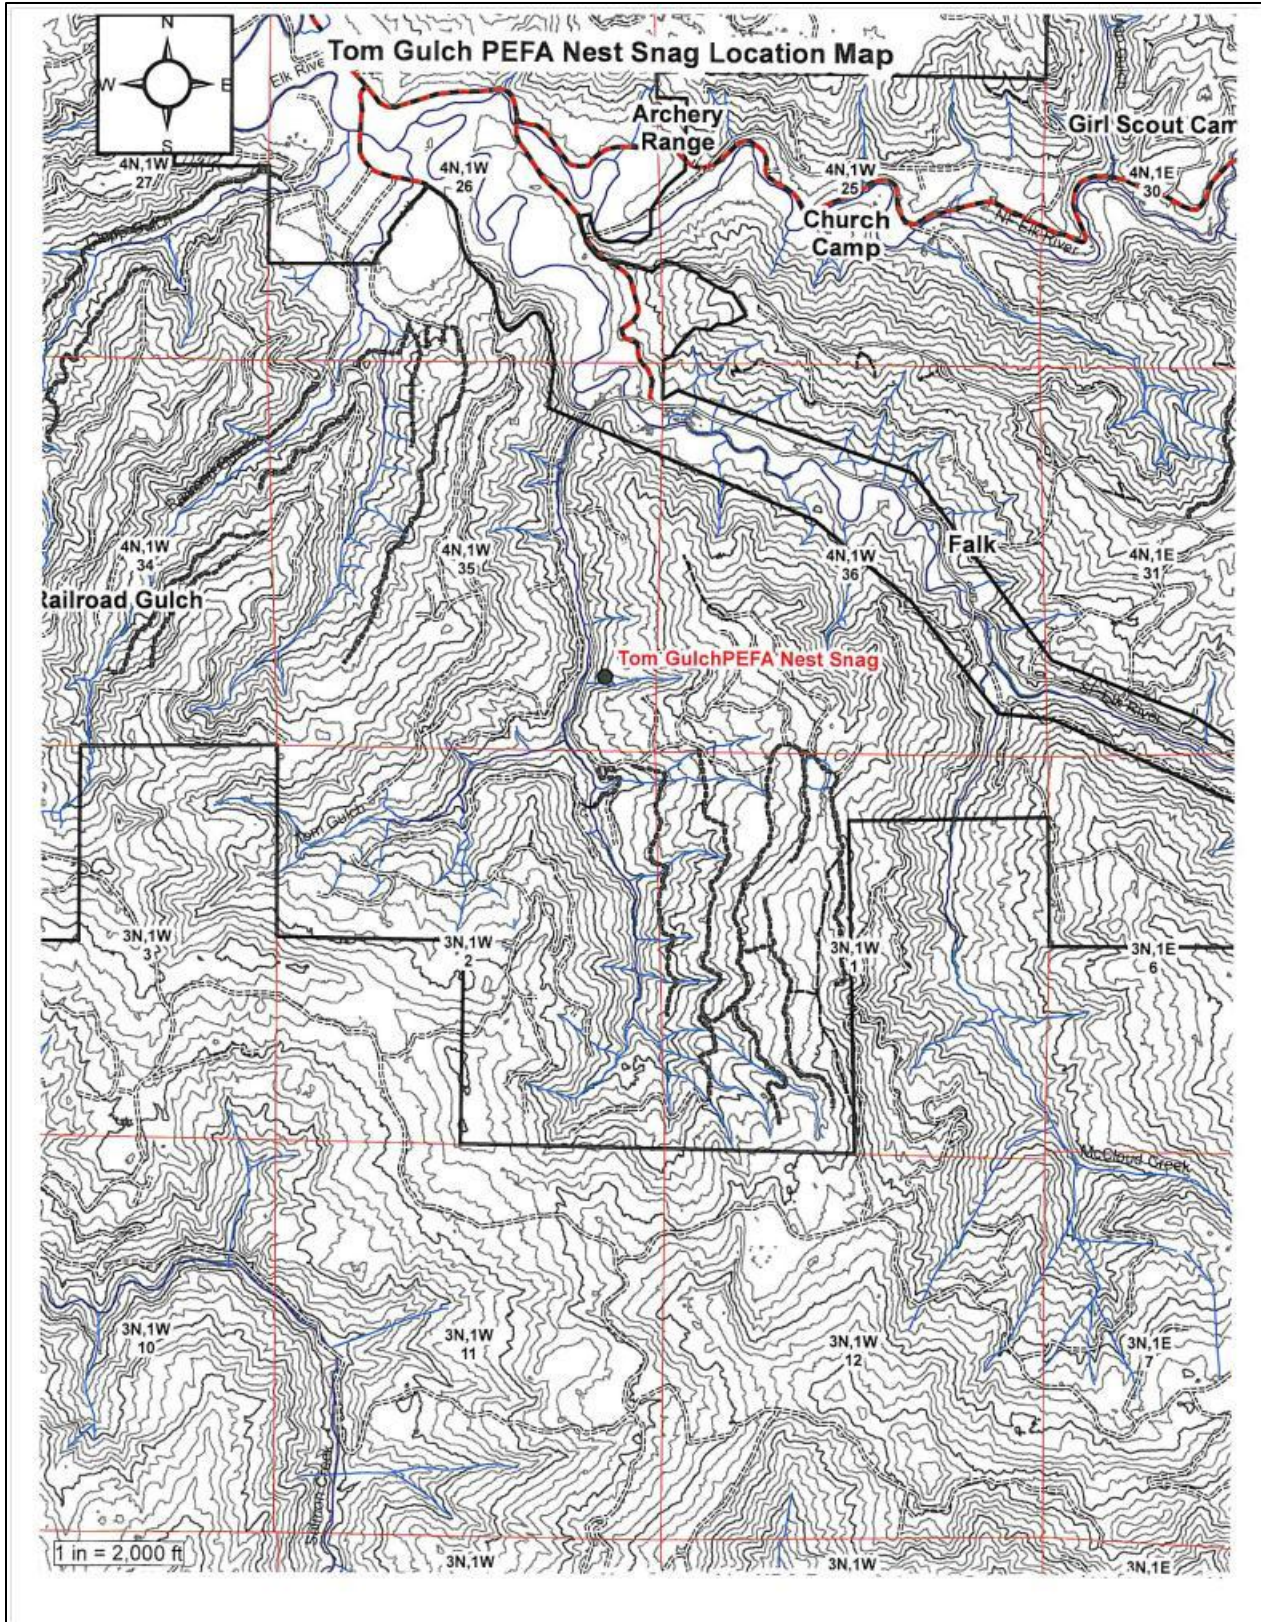 N
Tom Gulch PEFA Nest Snag Location Map
Elk Rive
W
E
S
Archery
Range
Girl Scout Cam
4N,1W
27
4N,1W
26
4N,1W
25
4N,1E
30
Church
Camp
NF Elk River
4N,1W
34
4N,1W
35
4N,1W
36
Falk
4N,1E
31
Railroad Gulch
Tom GulchPEFA Nest Snag
SF Elk River
Tom Gulch
3N,1W
3
3N,1W
2
3N,1W
1
3N,1E
6
McCloud Creek
3N,1W
10
3N,1W
11
3N,1W
12
3N,1E
7
Salmon Creek
1 in = 2,000 ft
3N,1W
3N,1W
3N,1E